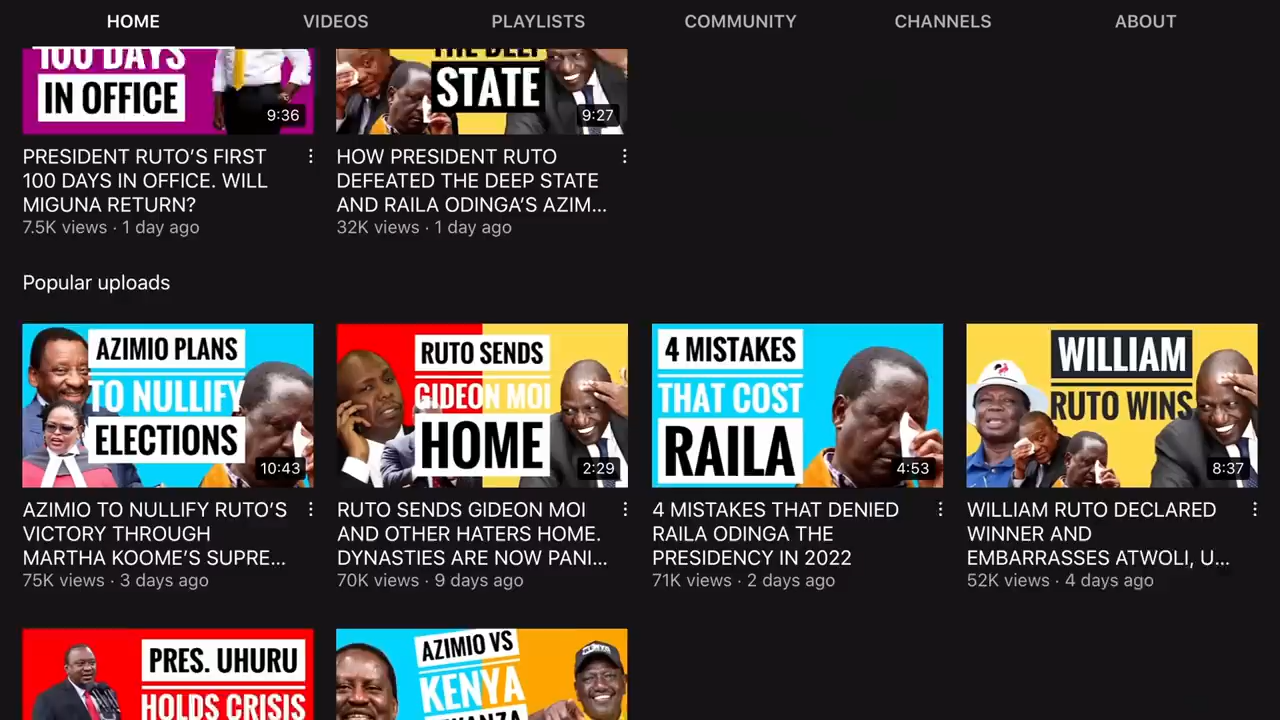 HOME VIDEOS PLAYLISTS COMMUNITY CHANNELS ABOUT
100 DAYS
IN OFFICE
9:36
THE DEEP
STATE
9:27
PRESIDENT RUTO’S FIRST
100 DAYS IN OFFICE. WILL
MIGUNA RETURN?
7.5K views · 1 day ago
HOW PRESIDENT RUTO
DEFEATED THE DEEP STATE
AND RAILA ODINGA’S AZIM...
32K views · 1 day ago
Popular uploads
AZIMIO PLANS
TO NULLIFY
ELECTIONS
10:43
RUTO SENDS
GIDEON MOI
HOME
2:29
4 MISTAKES
THAT COST
RAILA
4:53
WILLIAM
RUTO WINS
8:37
AZIMIO TO NULLIFY RUTO’S
VICTORY THROUGH
MARTHA KOOME’S SUPRE...
75K views · 3 days ago
RUTO SENDS GIDEON MOI
AND OTHER HATERS HOME.
DYNASTIES ARE NOW PANI...
70K views · 9 days ago
4 MISTAKES THAT DENIED
RAILA ODINGA THE
PRESIDENCY IN 2022
71K views · 2 days ago
WILLIAM RUTO DECLARED
WINNER AND
EMBARRASSES ATWOLI, U...
52K views · 4 days ago
PRES. UHURU
HOLDS CRISIS
AZIMIO VS
KENYA
KWANZA